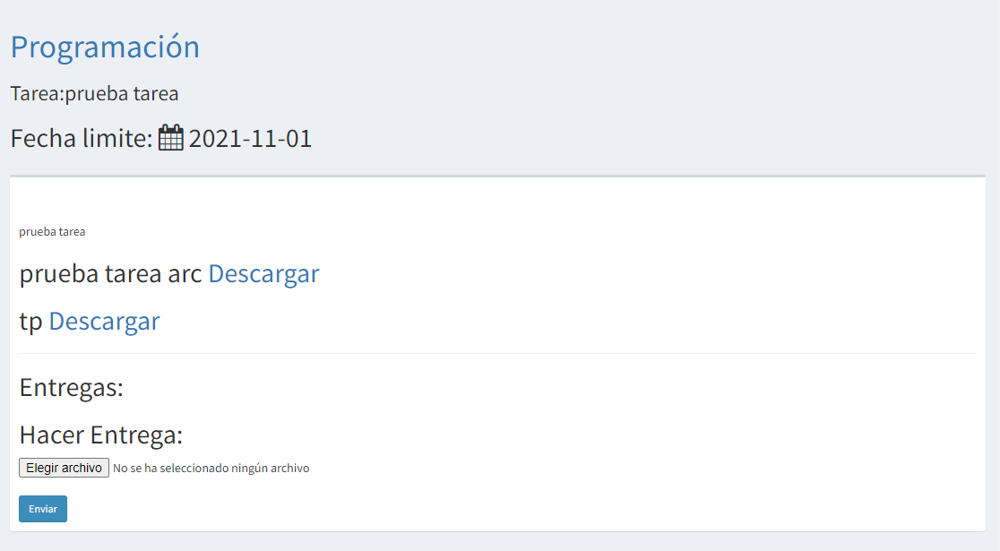 Programación
Tarea:prueba tarea
Fecha limite: 2021-11-01
prueba tarea
prueba tarea arc Descargar
tp Descargar
Entregas:
Hacer Entrega:
Elegir archivo No se ha seleccionado ningún archivo
Enviar